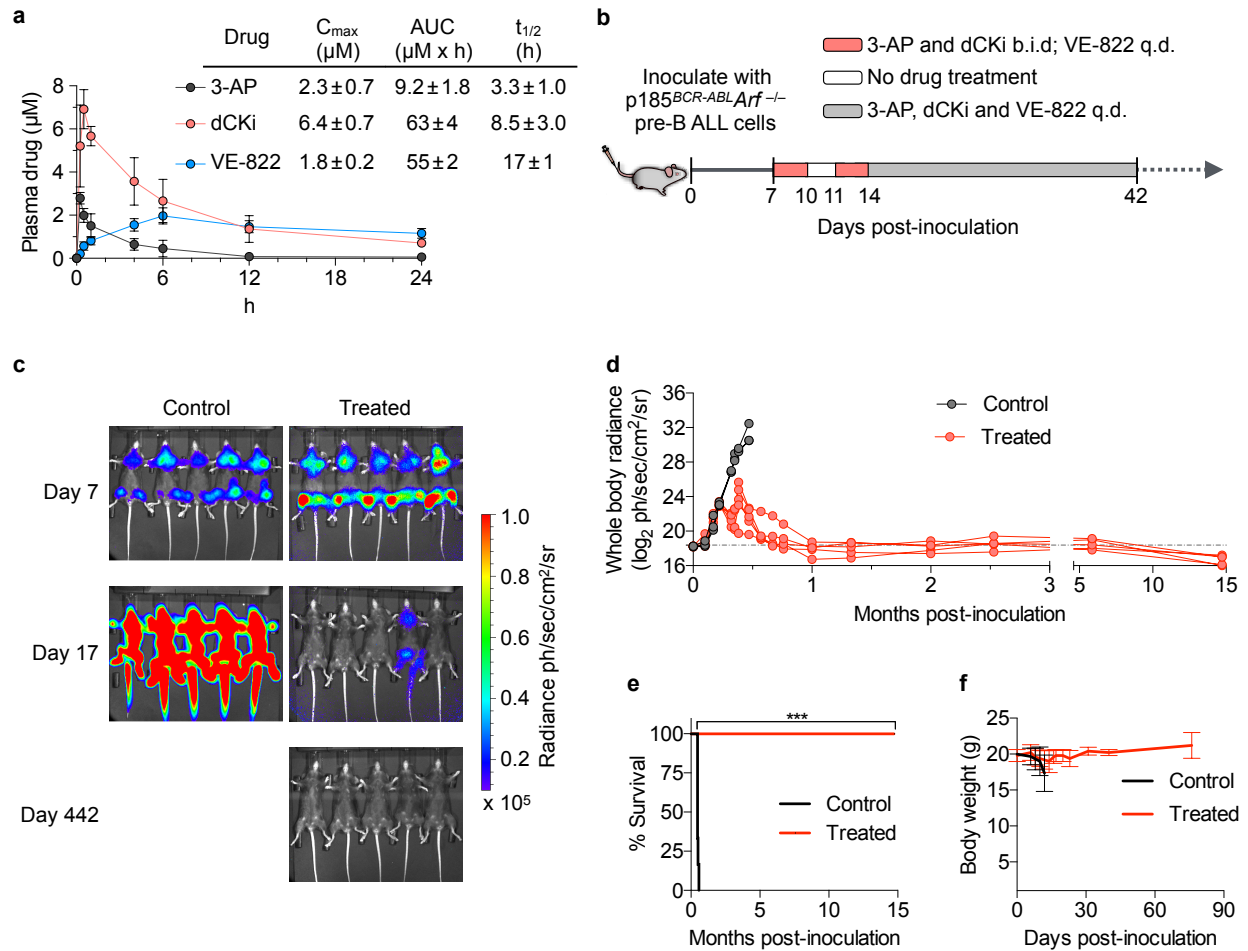 a
Drug
Cmax (µM)
AUC (µM x h)
t1/2 (h)
3-AP 2.3±0.7 9.2±1.8 3.3±1.0
dCKi 6.4±0.7 63±4 8.5±3.0
VE-822 1.8±0.2 55±2 17±1
Plasma drug (µM)
8
6
4
2
0
0 6 12 18 24
h
b
3-AP and dCKi b.i.d; VE-822 q.d.
No drug treatment
3-AP, dCKi and VE-822 q.d.
Inoculate with
p185BCR-ABLArf –/–
pre-B ALL cells
0 7 10 11 14 42
Days post-inoculation
c
Control Treated
Day 7
Day 17
Day 442
1.0
0.8
0.6
0.4
0.2
x 10⁵
Radiance ph/sec/cm²/sr
d
Whole body radiance
(log₂ ph/sec/cm²/sr)
36
32
28
24
20
16
Control
Treated
0 1 2 3 5 10 15
Months post-inoculation
e
***
% Survival
100
75
50
25
0
Control
Treated
0 5 10 15
Months post-inoculation
f
Body weight (g)
25
20
15
10
5
Control
Treated
0 30 60 90
Days post-inoculation